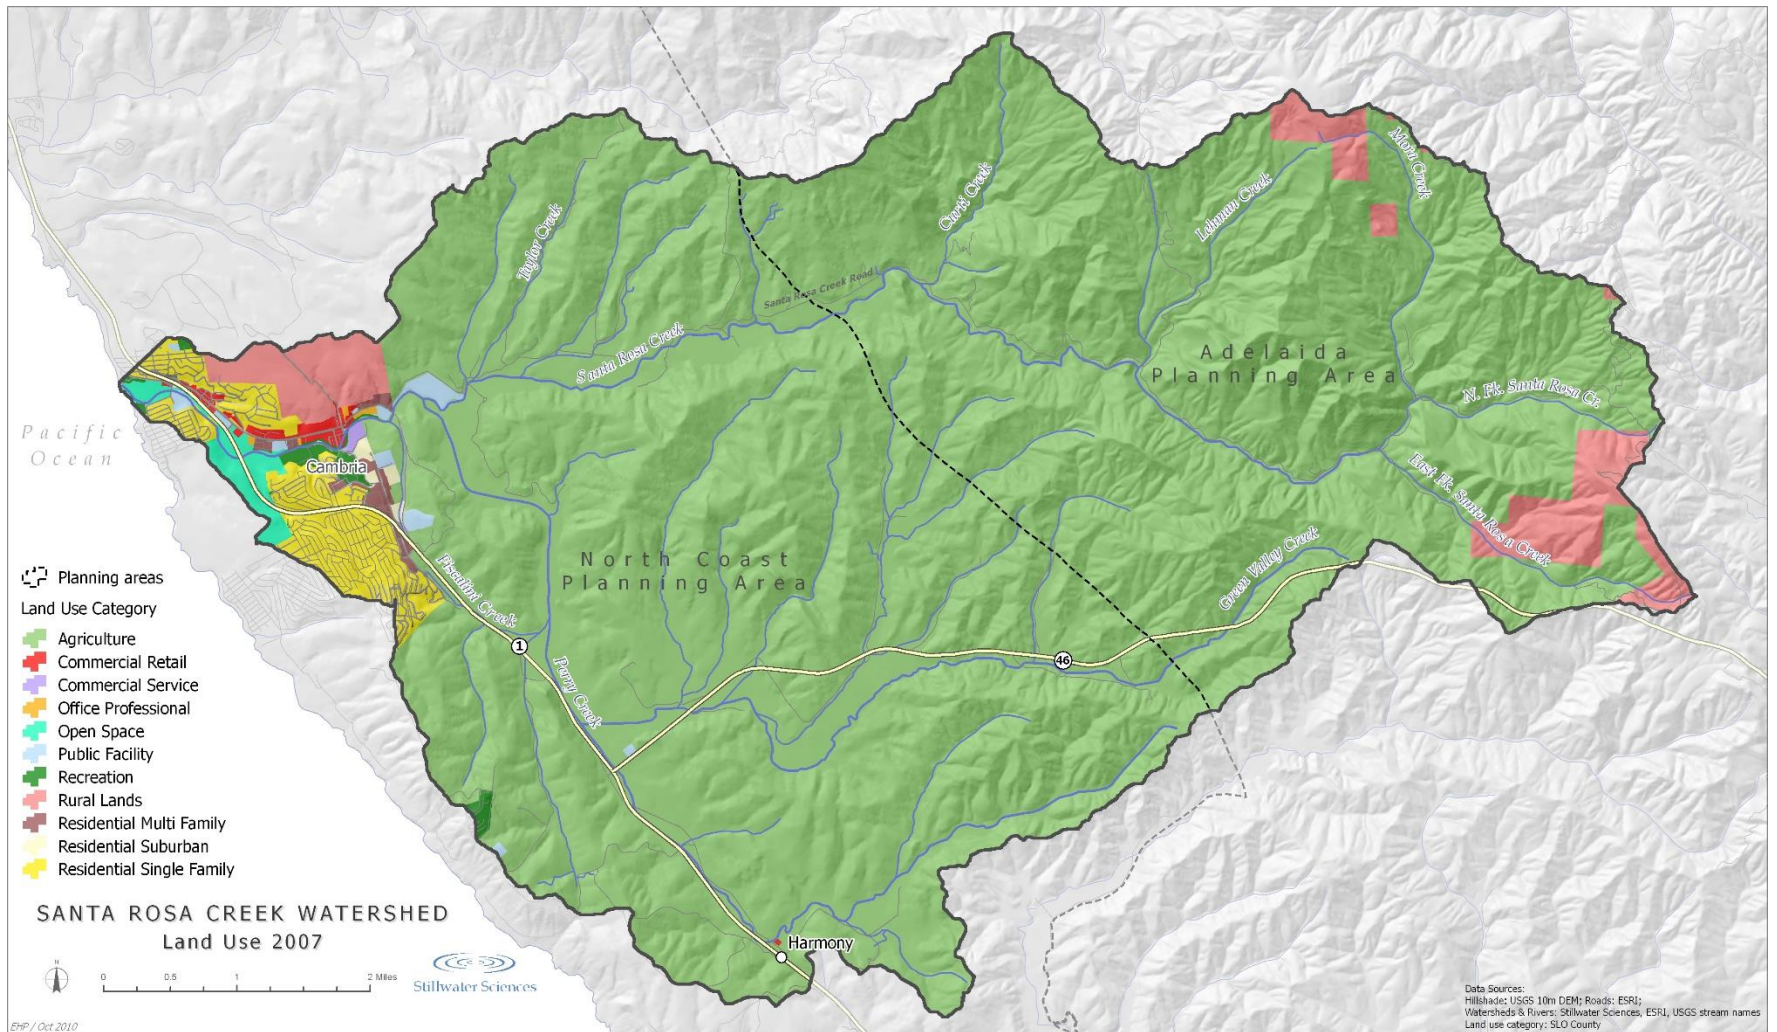 Taylor Creek
Curti Creek
Lehman Creek
Mora Creek
Santa Rosa Creek Road
Santa Rosa Creek
Adelaida
Planning Area
N. Fk. Santa Rosa Cr.
Pacific
Ocean
Cambria
East Fk. Santa Rosa Creek
North Coast
Planning Area
Green Valley Creek
Fiscalini Creek
1
46
Perry Creek
Planning areas
Land Use Category
Agriculture
Commercial Retail
Commercial Service
Office Professional
Open Space
Public Facility
Recreation
Rural Lands
Residential Multi Family
Residential Suburban
Residential Single Family
SANTA ROSA CREEK WATERSHED
Land Use 2007
Harmony
N
0 0.5 1 2 Miles
Stillwater Sciences
EHP / Oct 2010
Data Sources:
Hillshade: USGS 10m DEM; Roads: ESRI;
Watersheds & Rivers: Stillwater Sciences, ESRI, USGS stream names
Land use category: SLO County